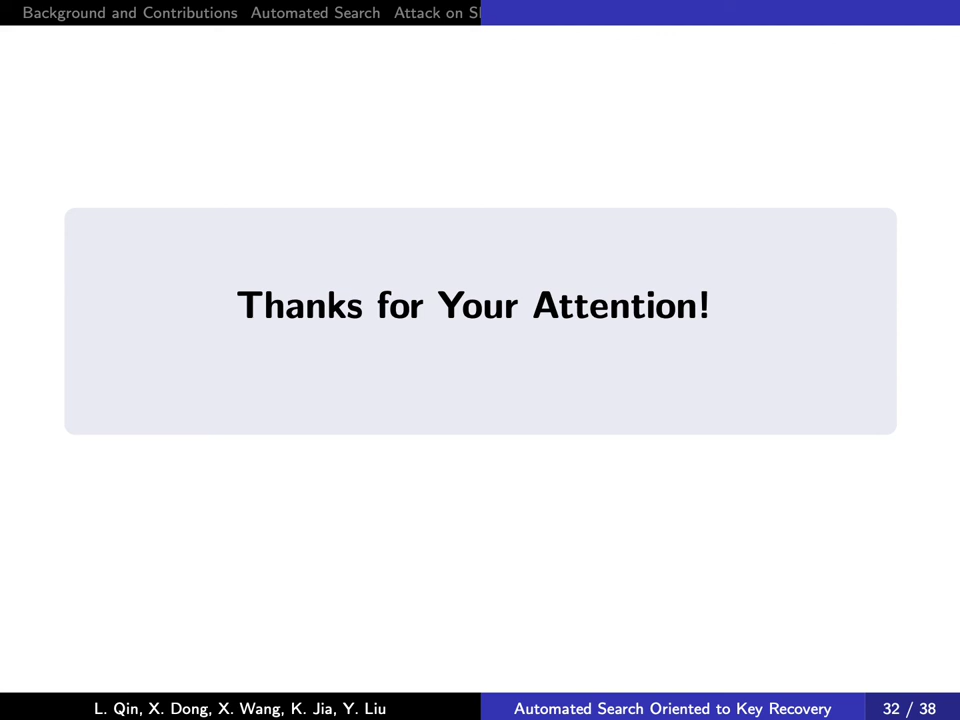 Background and Contributions Automated Search Attack on
Thanks for Your Attention!
L. Qin, X. Dong, X. Wang, K. Jia, Y. Liu
Automated Search Oriented to Key Recovery
32 / 38